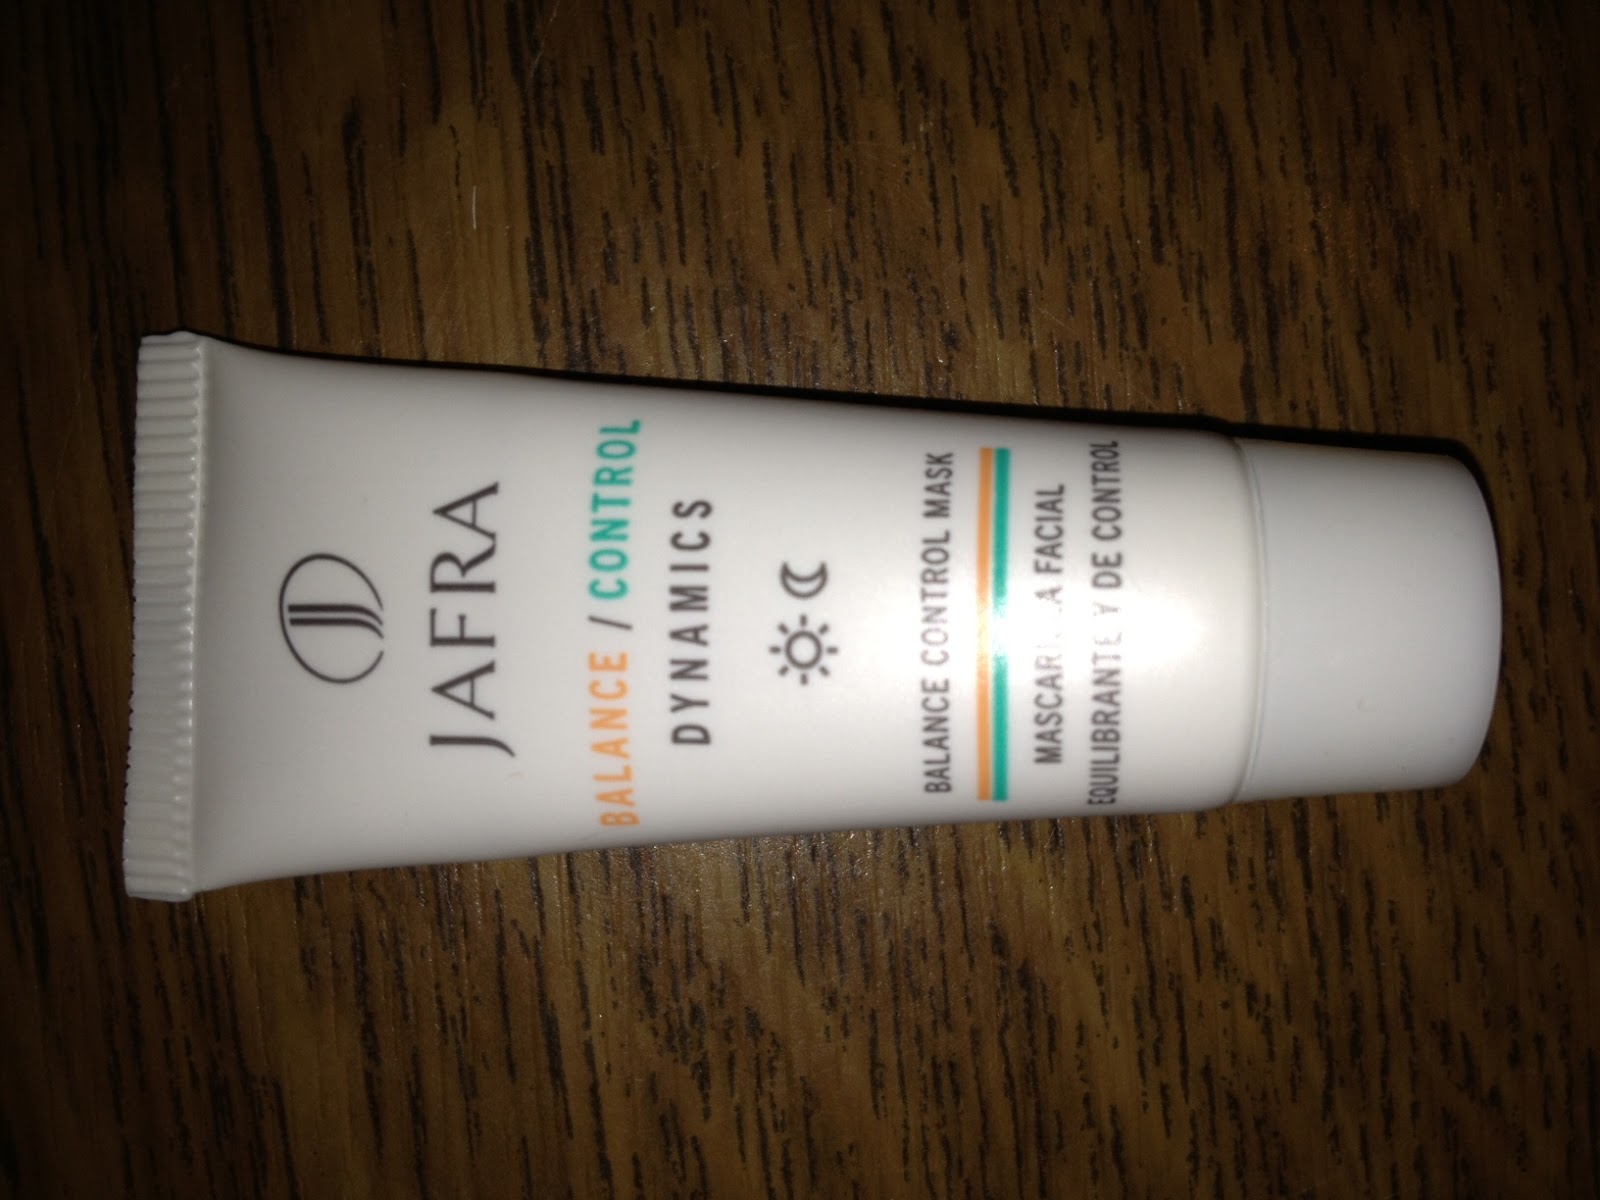 JAFRA
BALANCE / CONTROL
DYNAMICS
BALANCE CONTROL MASK
MASCARILLA FACIAL
EQUILIBRANTE Y DE CONTROL